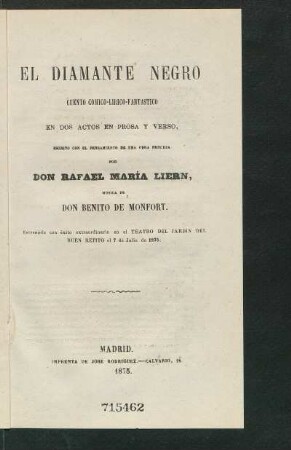 EL DIAMANTE NEGRO
CUENTO CÓMICO-LÍRICO-FANTÁSTICO
EN DOS ACTOS EN PROSA Y VERSO,
ESCRITO CON EL PENSAMIENTO DE UNA OBRA FRANCESA
POR
DON RAFAEL MARÍA LIERN,
MÚSICA DE
DON BENITO DE MONFORT.
Estrenado con éxito extraordinario en el TEATRO DEL JARDIN DEL
BUEN RETIRO el 7 de Julio de 1875.
MADRID.
IMPRENTA DE JOSÉ RODRIGUEZ.—CALVARIO, 18.
1875.
715462